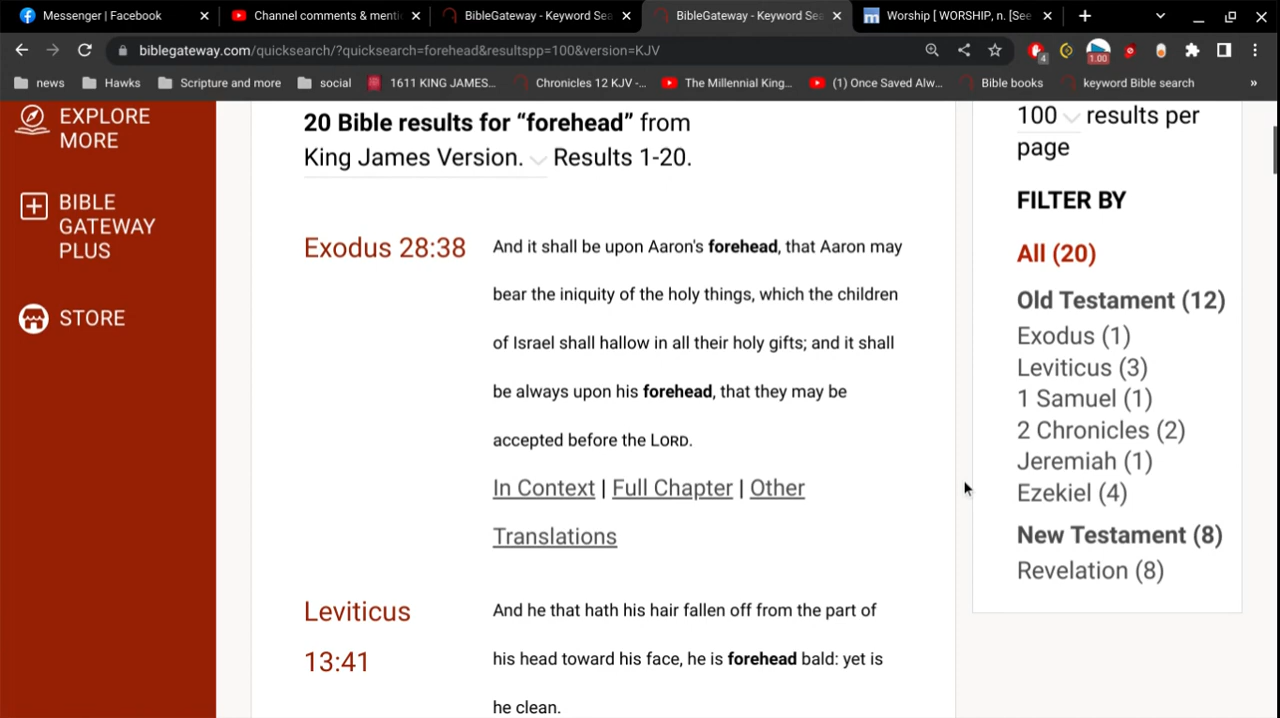 Messenger | Facebook
Channel comments & menti
BibleGateway - Keyword Sea
BibleGateway - Keyword Sea
Worship [ WORSHIP, n. [See
biblegateway.com/quicksearch/?quicksearch=forehead&resultspp=100&version=KJV
4
1.00
news
Hawks
Scripture and more
social
1611 KING JAMES...
Chronicles 12 KJV -...
The Millennial King...
(1) Once Saved Alw...
Bible books
keyword Bible search
»
EXPLORE
MORE
BIBLE
GATEWAY
PLUS
STORE
20 Bible results for “forehead” from
King James Version. Results 1-20.
Exodus 28:38
And it shall be upon Aaron's forehead, that Aaron may
bear the iniquity of the holy things, which the children
of Israel shall hallow in all their holy gifts; and it shall
be always upon his forehead, that they may be
accepted before the LORD.
In Context | Full Chapter | Other
Translations
Leviticus
13:41
And he that hath his hair fallen off from the part of
his head toward his face, he is forehead bald: yet is
he clean.
100 results per
page
FILTER BY
All (20)
Old Testament (12)
Exodus (1)
Leviticus (3)
1 Samuel (1)
2 Chronicles (2)
Jeremiah (1)
Ezekiel (4)
New Testament (8)
Revelation (8)